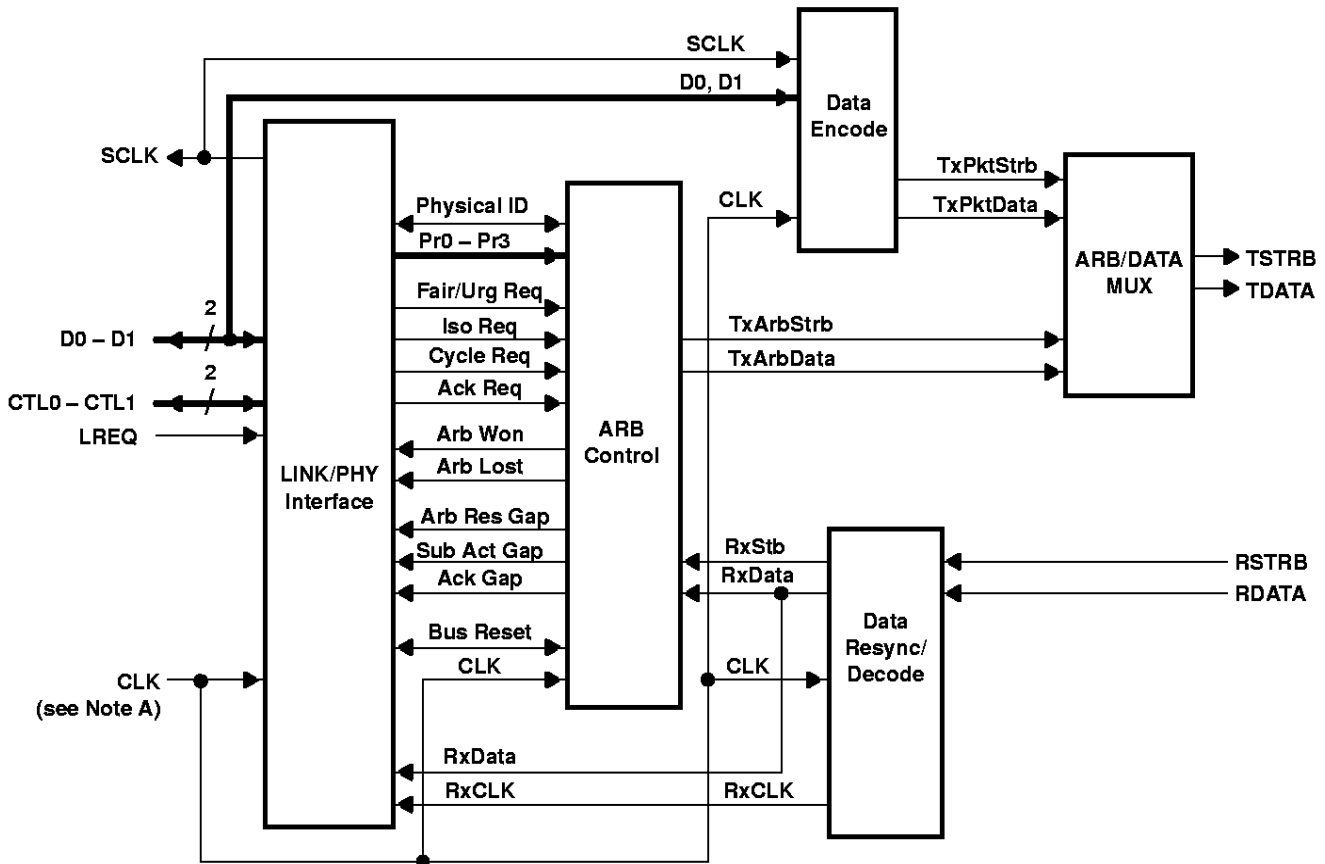 SCLK
D0, D1
Data
Encode
SCLK
TxPktStrb
Physical ID
CLK
TxPktData
Pr0 – Pr3
ARB/DATA
MUX
TSTRB
TDATA
Fair/Urg Req
2
D0 – D1
Iso Req
TxArbStrb
Cycle Req
TxArbData
2
CTL0 – CTL1
Ack Req
LREQ
Arb Won
ARB
Control
Arb Lost
LINK/PHY
Interface
Arb Res Gap
Sub Act Gap
RxStb
RSTRB
Ack Gap
RxData
RDATA
Data
Resync/
Decode
Bus Reset
CLK
CLK
CLK
(see Note A)
RxData
RxCLK
RxCLK